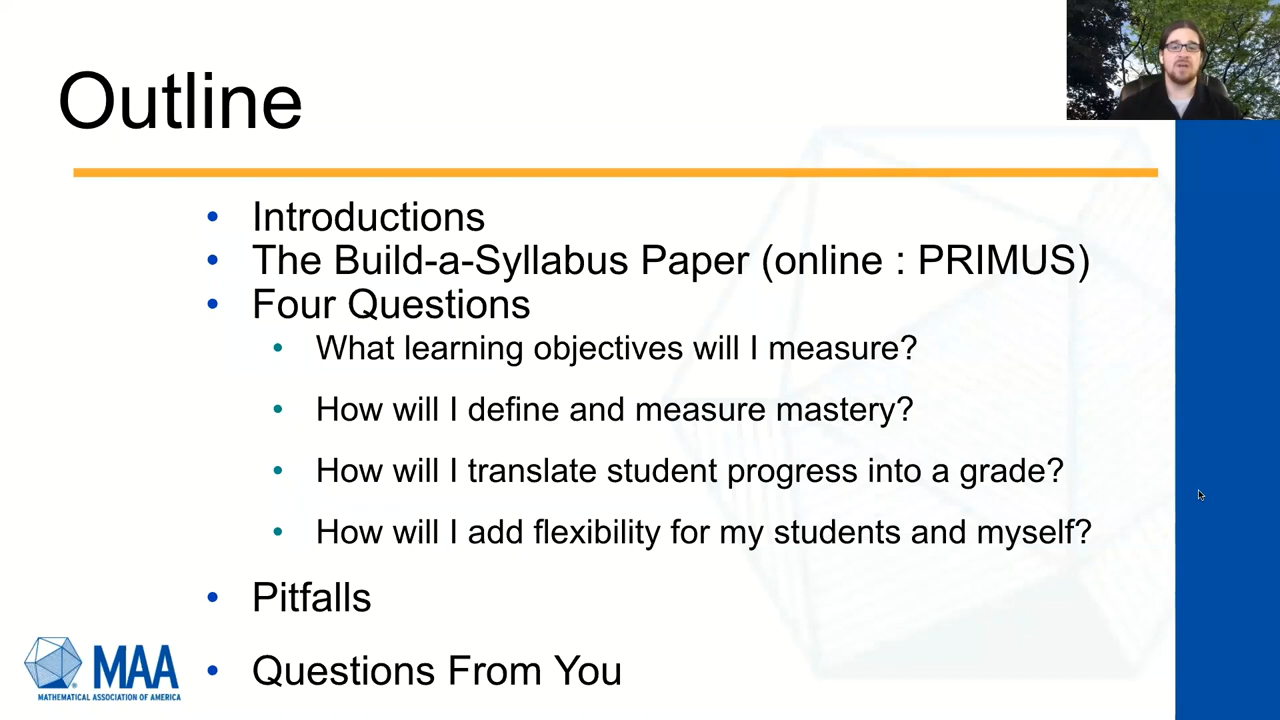 Outline
Introductions
The Build-a-Syllabus Paper (online : PRIMUS)
Four Questions
What learning objectives will I measure?
How will I define and measure mastery?
How will I translate student progress into a grade?
How will I add flexibility for my students and myself?
Pitfalls
Questions From You
MAA
MATHEMATICAL ASSOCIATION OF AMERICA